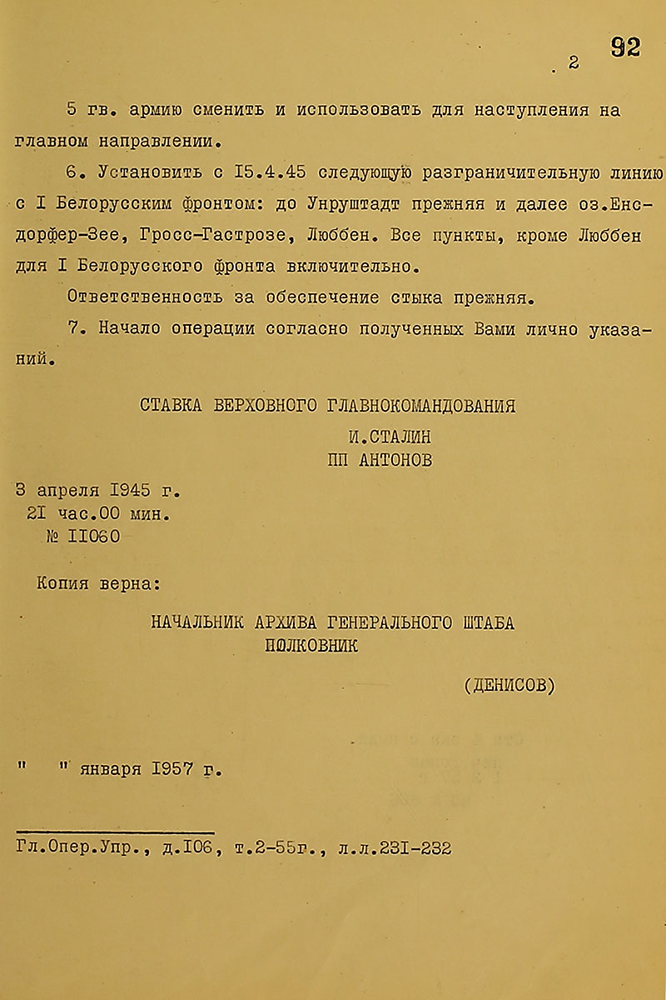 92
. 2
5 гв. армию сменить и использовать для наступления на
главном направлении.
6. Установить с I5.4.45 следующую разграничительную линию
с I Белорусским фронтом: до Унруштадт прежняя и далее оз.Енс-
дорфер-Зее, Гросс-Гастрозе, Люббен. Все пункты, кроме Люббен
для I Белорусского фронта включительно.
Ответственность за обеспечение стыка прежняя.
7. Начало операции согласно полученных Вами лично указа-
ний.
СТАВКА ВЕРХОВНОГО ГЛАВНОКОМАНДОВАНИЯ
И.СТАЛИН
ПП АНТОНОВ
3 апреля I945 г.
2I час.00 мин.
№ II060
Копия верна:
НАЧАЛЬНИК АРХИВА ГЕНЕРАЛЬНОГО ШТАБА
ПОЛКОВНИК
(ДЕНИСОВ)
" " января I957 г.
Гл.Опер.Упр., д.I06, т.2-55г., л.л.23I-232